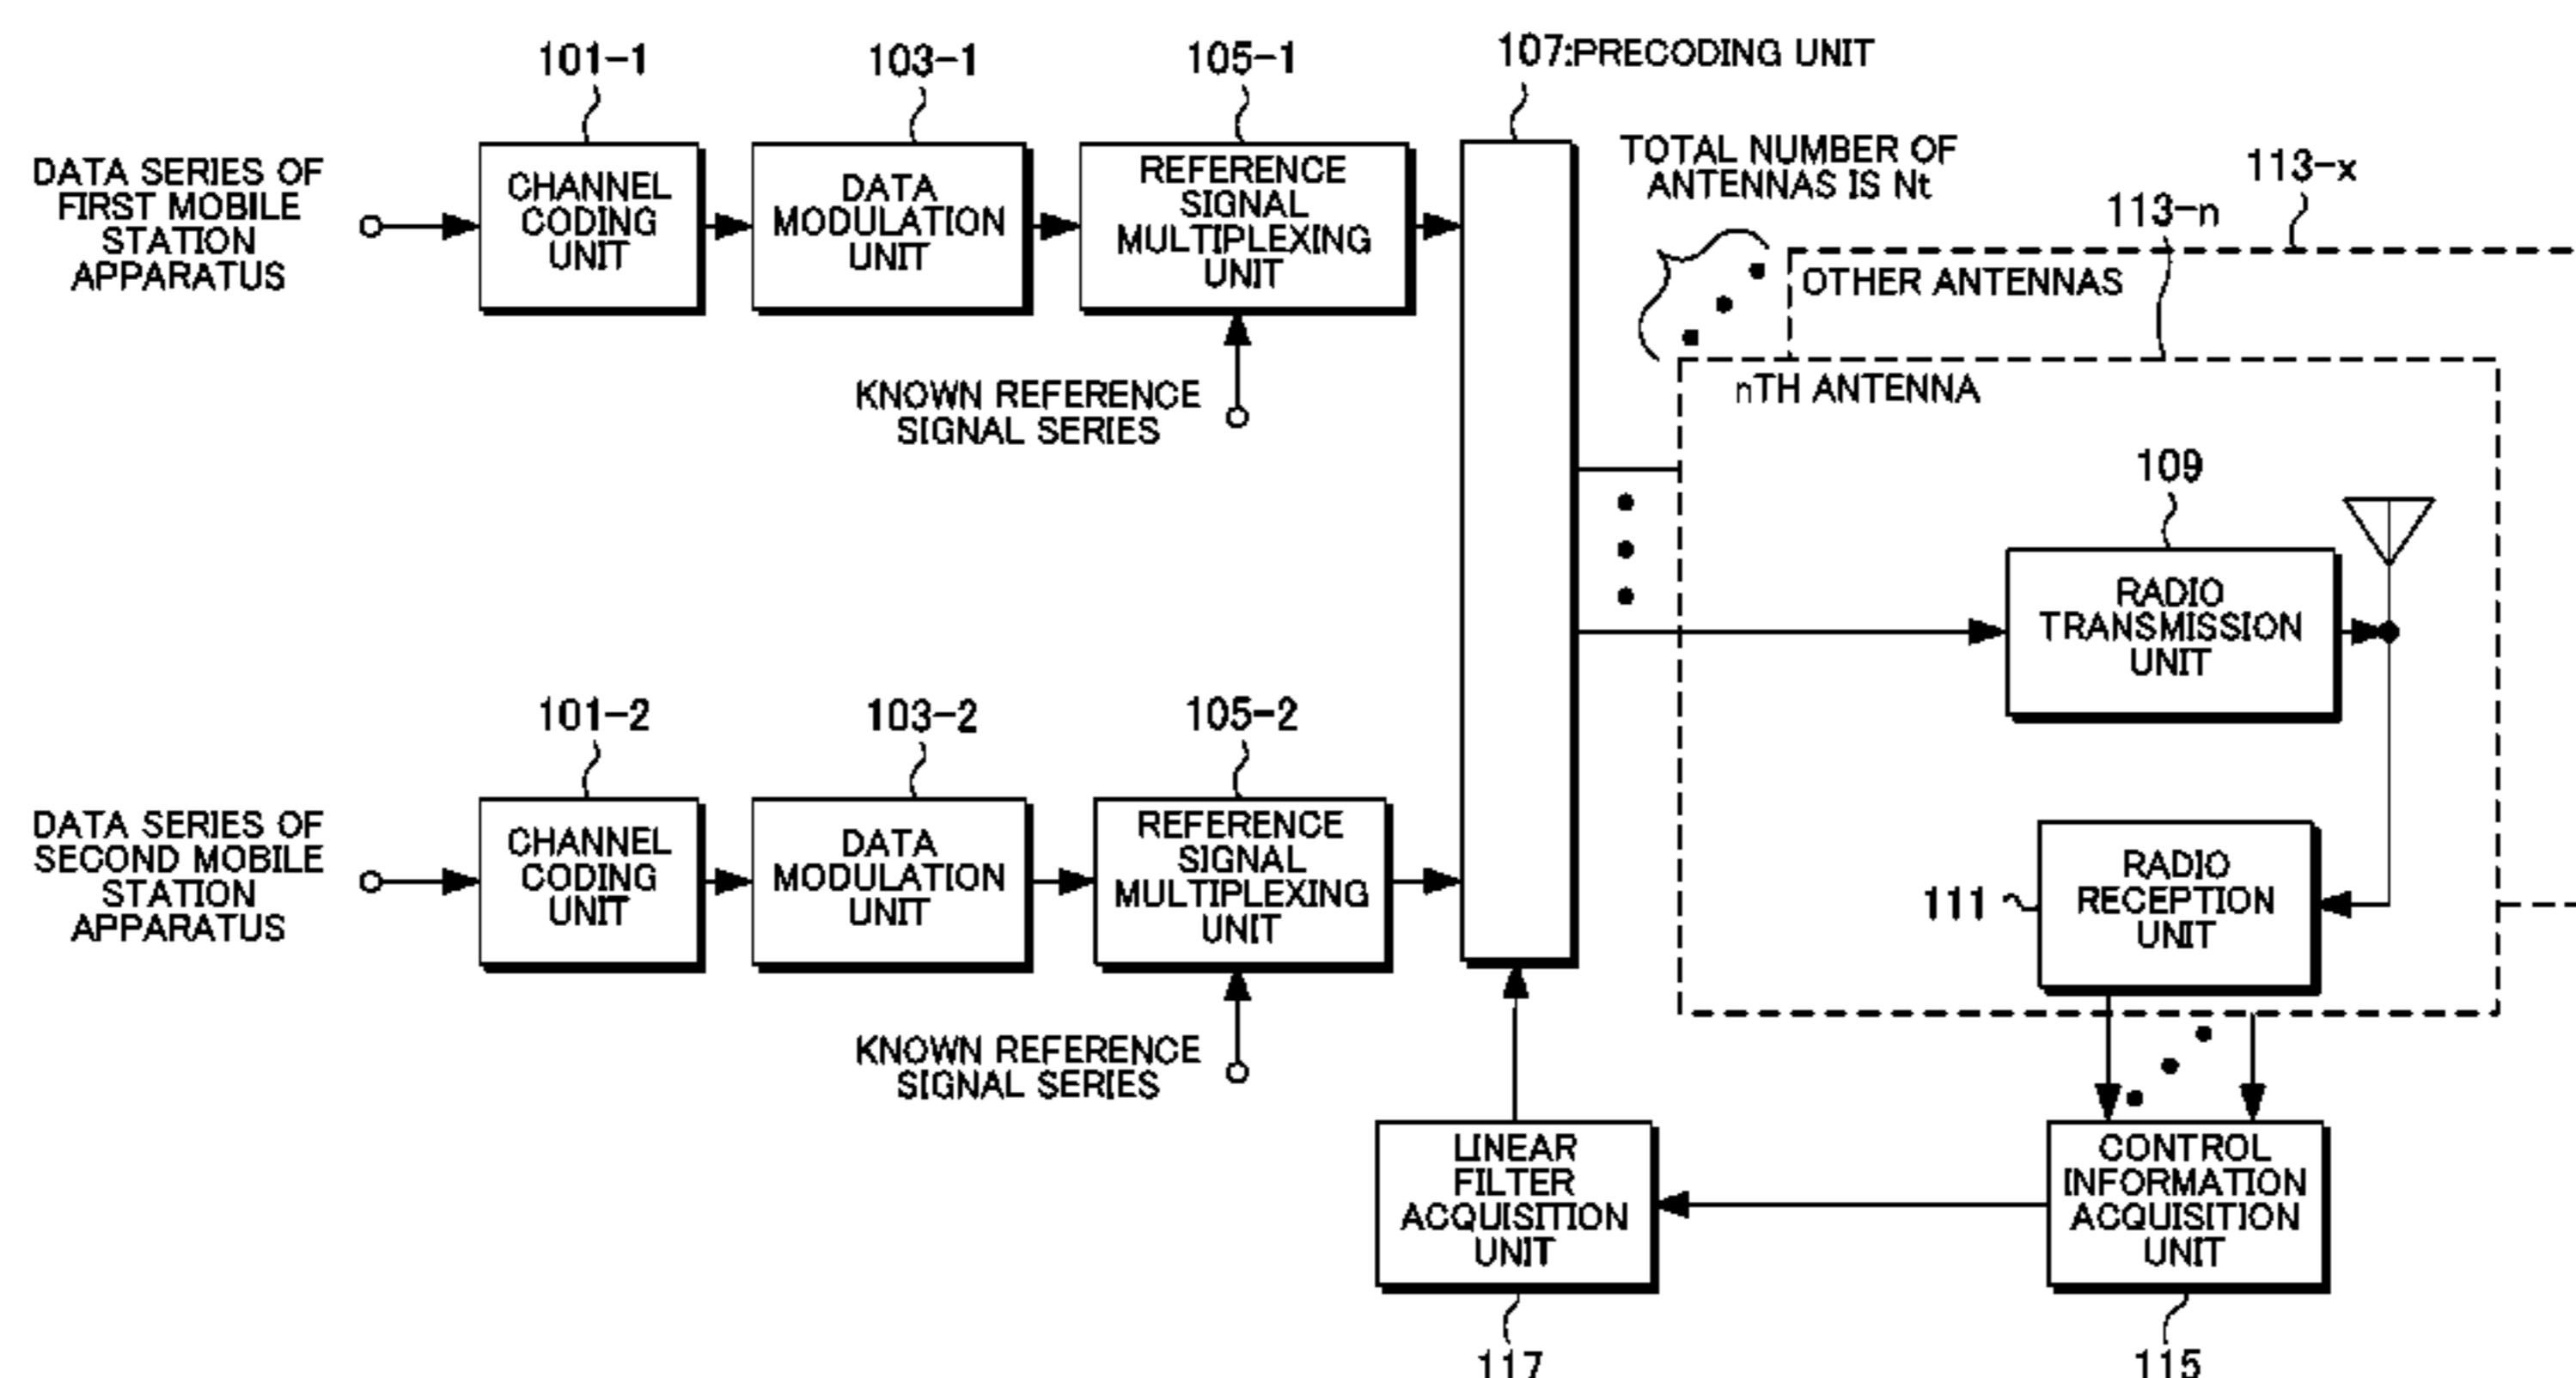 101-1
103-1
105-1
107:PRECODING UNIT
DATA SERIES OF
FIRST MOBILE
STATION
APPARATUS
CHANNEL
CODING
UNIT
DATA
MODULATION
UNIT
REFERENCE
SIGNAL
MULTIPLEXING
UNIT
KNOWN REFERENCE
SIGNAL SERIES
TOTAL NUMBER OF
ANTENNAS IS Nt
113-x
113-n
OTHER ANTENNAS
nTH ANTENNA
109
RADIO
TRANSMISSION
UNIT
101-2
103-2
105-2
DATA SERIES OF
SECOND MOBILE
STATION
APPARATUS
CHANNEL
CODING
UNIT
DATA
MODULATION
UNIT
REFERENCE
SIGNAL
MULTIPLEXING
UNIT
KNOWN REFERENCE
SIGNAL SERIES
111
RADIO
RECEPTION
UNIT
LINEAR
FILTER
ACQUISITION
UNIT
CONTROL
INFORMATION
ACQUISITION
UNIT
117
115